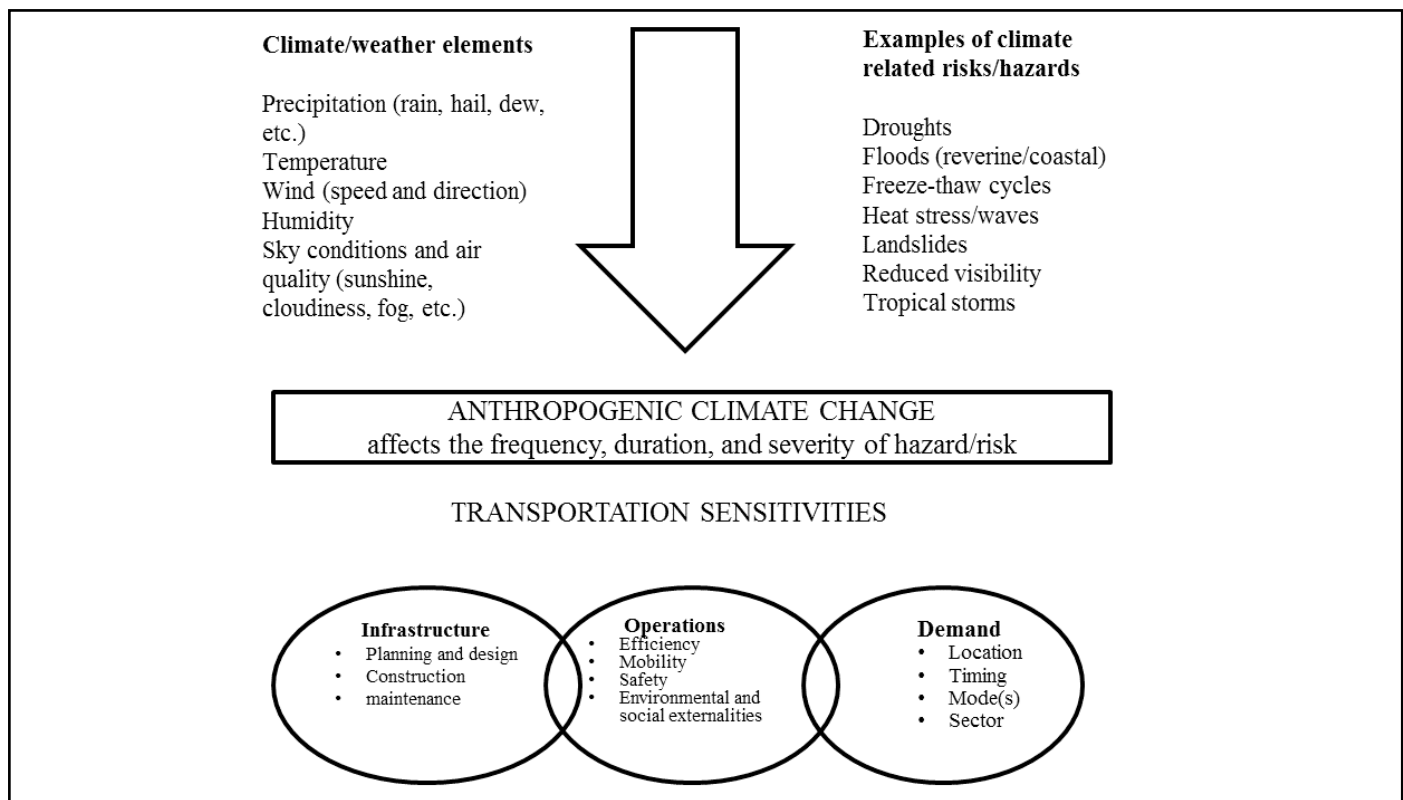 Climate/weather elements
Precipitation (rain, hail, dew,
etc.)
Temperature
Wind (speed and direction)
Humidity
Sky conditions and air
quality (sunshine,
cloudiness, fog, etc.)
Examples of climate
related risks/hazards
Droughts
Floods (reverine/coastal)
Freeze-thaw cycles
Heat stress/waves
Landslides
Reduced visibility
Tropical storms
ANTHROPOGENIC CLIMATE CHANGE
affects the frequency, duration, and severity of hazard/risk
TRANSPORTATION SENSITIVITIES
Infrastructure
• Planning and design
• Construction
• maintenance
Operations
• Efficiency
• Mobility
• Safety
• Environmental and
social externalities
Demand
• Location
• Timing
• Mode(s)
• Sector